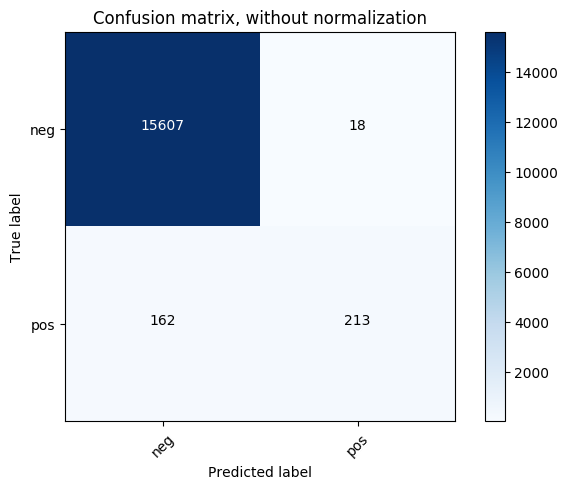 Confusion matrix, without normalization
neg
15607
18
pos
162
213
neg
pos
True label
Predicted label
14000
12000
10000
8000
6000
4000
2000